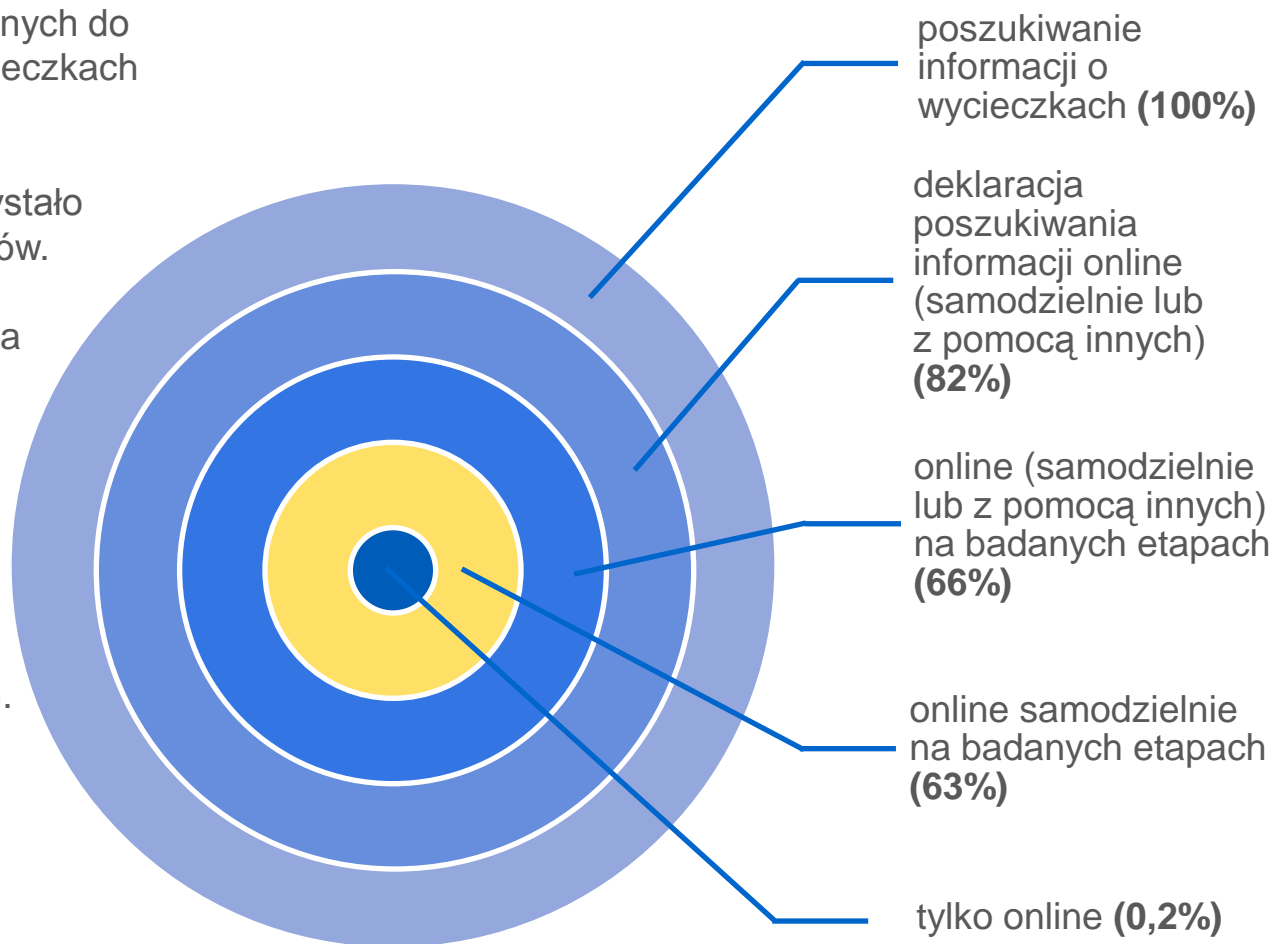 nych do
eczkach
stało
ów.
a
.
poszukiwanie
informacji o
wycieczkach (100%)
deklaracja
poszukiwania
informacji online
(samodzielnie lub
z pomocą innych)
(82%)
online (samodzielnie
lub z pomocą innych)
na badanych etapach
(66%)
online samodzielnie
na badanych etapach
(63%)
tylko online (0,2%)